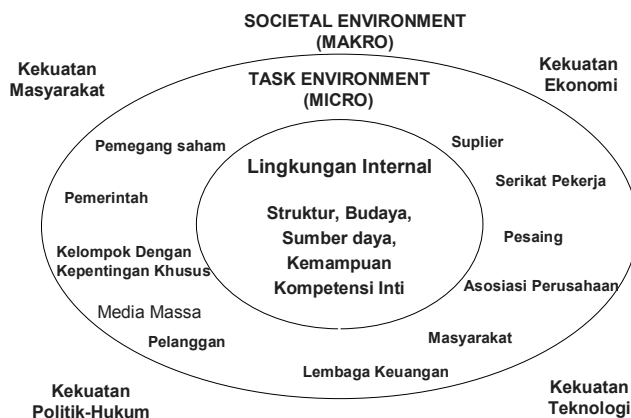 SOCIETAL ENVIRONMENT
(MAKRO)
Kekuatan
Masyarakat
Kekuatan
Ekonomi
TASK ENVIRONMENT
(MICRO)
Pemegang saham
Suplier
Lingkungan Internal
Serikat Pekerja
Pemerintah
Struktur, Budaya,
Sumber daya,
Kemampuan
Kompetensi Inti
Pesaing
Kelompok Dengan
Kepentingan Khusus
Asosiasi Perusahaan
Media Massa
Pelanggan
Masyarakat
Lembaga Keuangan
Kekuatan
Politik-Hukum
Kekuatan
Teknologi